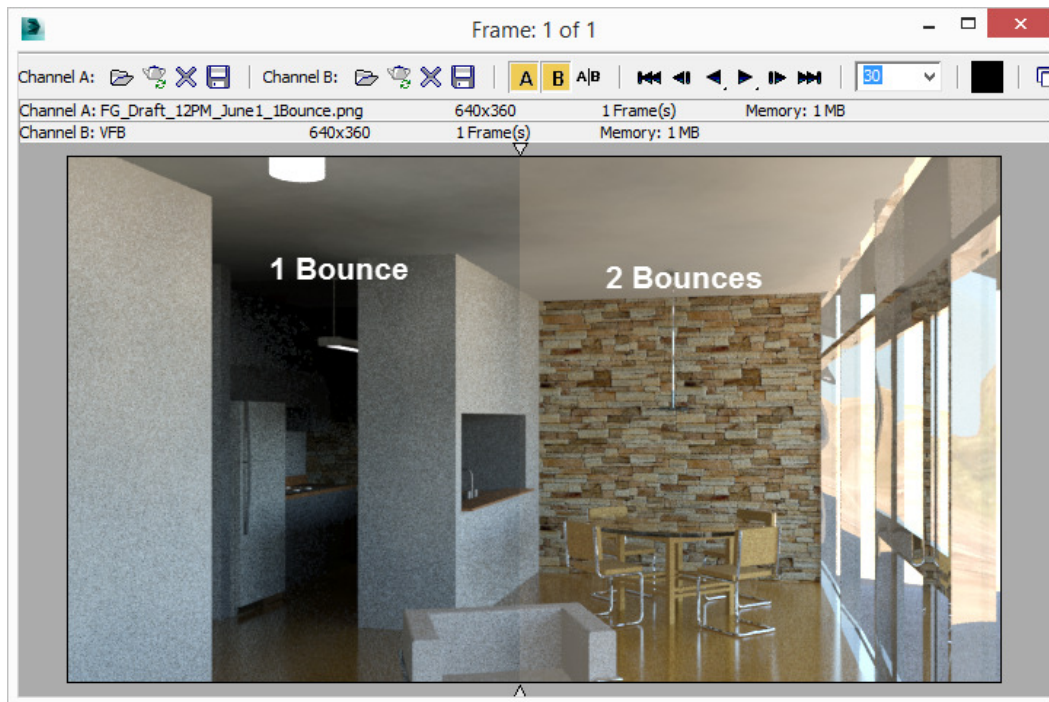 Frame: 1 of 1
Channel A: Channel B: A B A|B 30
Channel A: FG_Draft_12PM_June1_1Bounce.png 640x360 1 Frame(s) Memory: 1 MB
Channel B: VFB 640x360 1 Frame(s) Memory: 1 MB
1 Bounce
2 Bounces